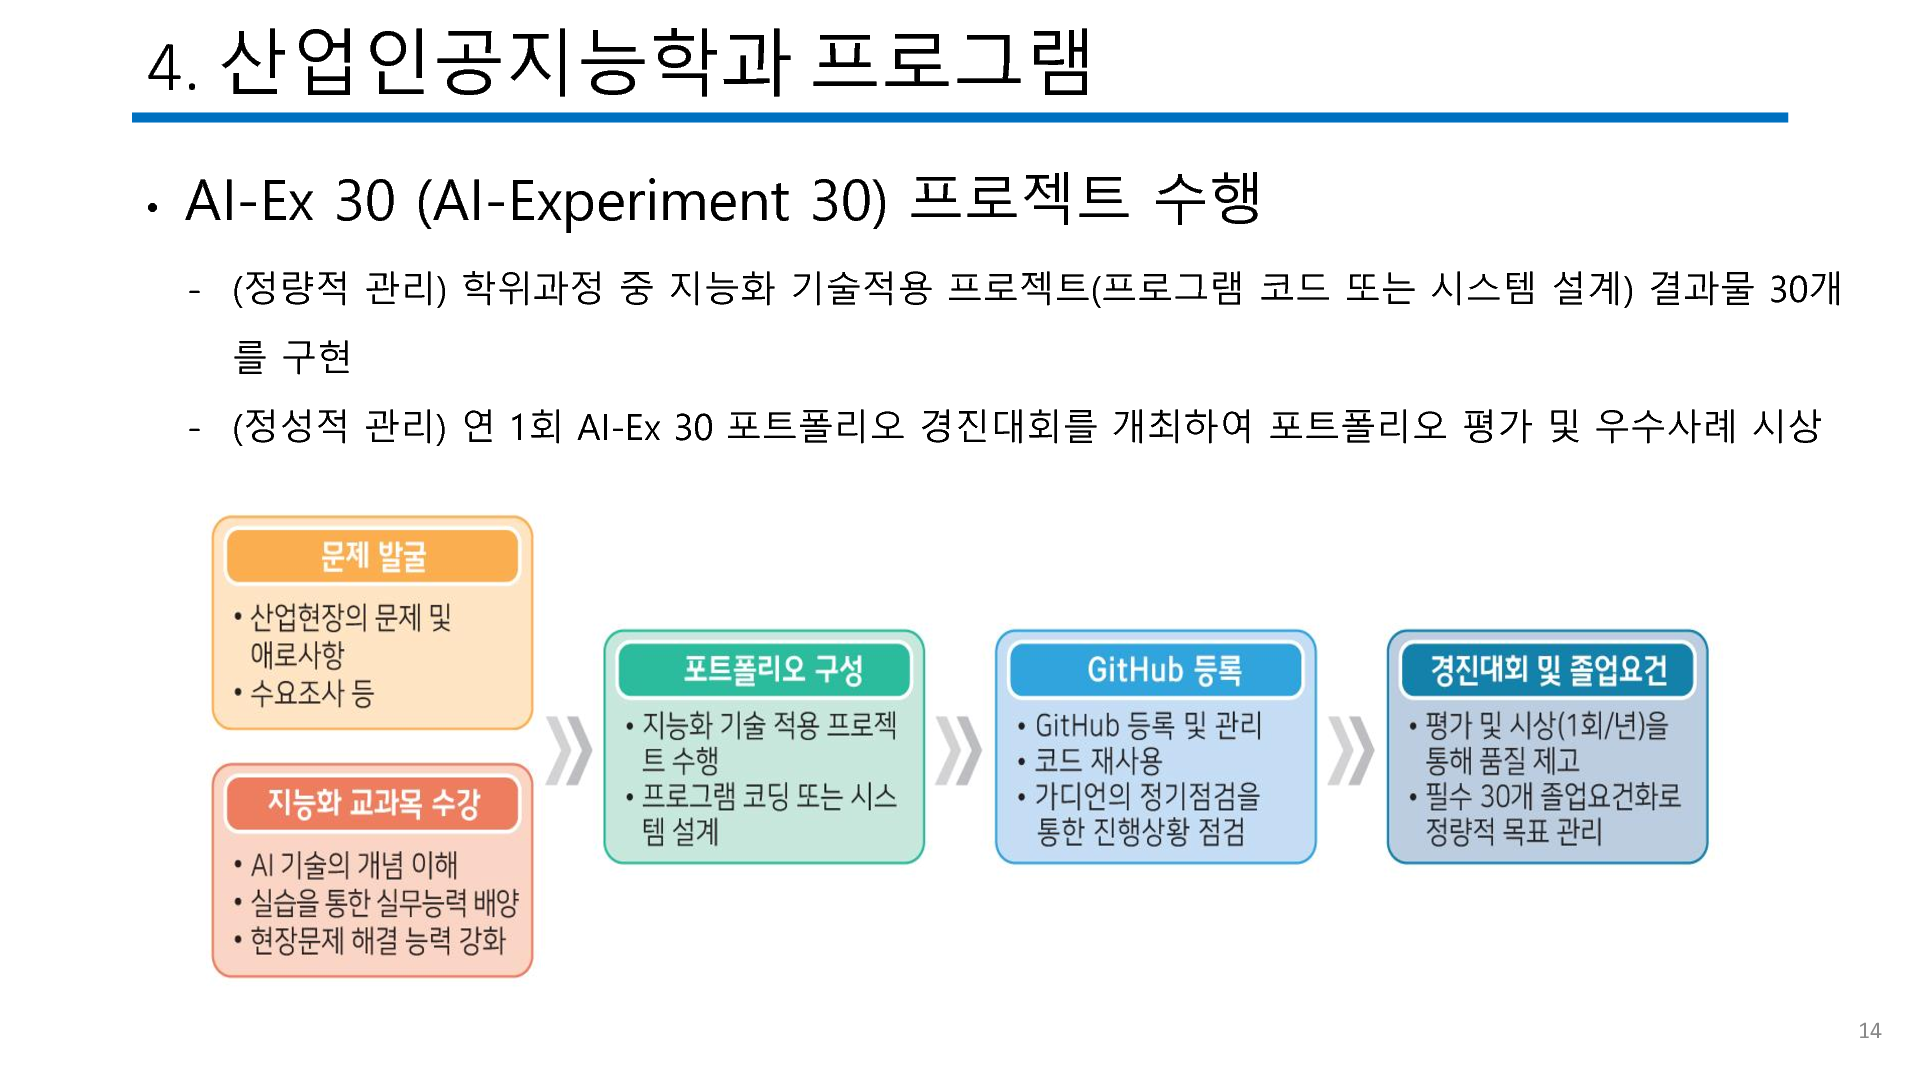 4. 산업인공지능학과 프로그램
• AI-Ex 30 (AI-Experiment 30) 프로젝트 수행
- (정량적 관리) 학위과정 중 지능화 기술적용 프로젝트(프로그램 코드 또는 시스템 설계) 결과물 30개
를 구현
- (정성적 관리) 연 1회 AI-Ex 30 포트폴리오 경진대회를 개최하여 포트폴리오 평가 및 우수사례 시상
문제 발굴
• 산업현장의 문제 및
애로사항
• 수요조사 등
지능화 교과목 수강
• AI 기술의 개념 이해
• 실습을 통한 실무능력 배양
• 현장문제 해결 능력 강화
포트폴리오 구성
• 지능화 기술 적용 프로젝
트 수행
• 프로그램 코딩 또는 시스
템 설계
GitHub 등록
• GitHub 등록 및 관리
• 코드 재사용
• 가디언의 정기점검을
통한 진행상황 점검
경진대회 및 졸업요건
• 평가 및 시상(1회/년)을
통해 품질 제고
• 필수 30개 졸업요건화로
정량적 목표 관리
14